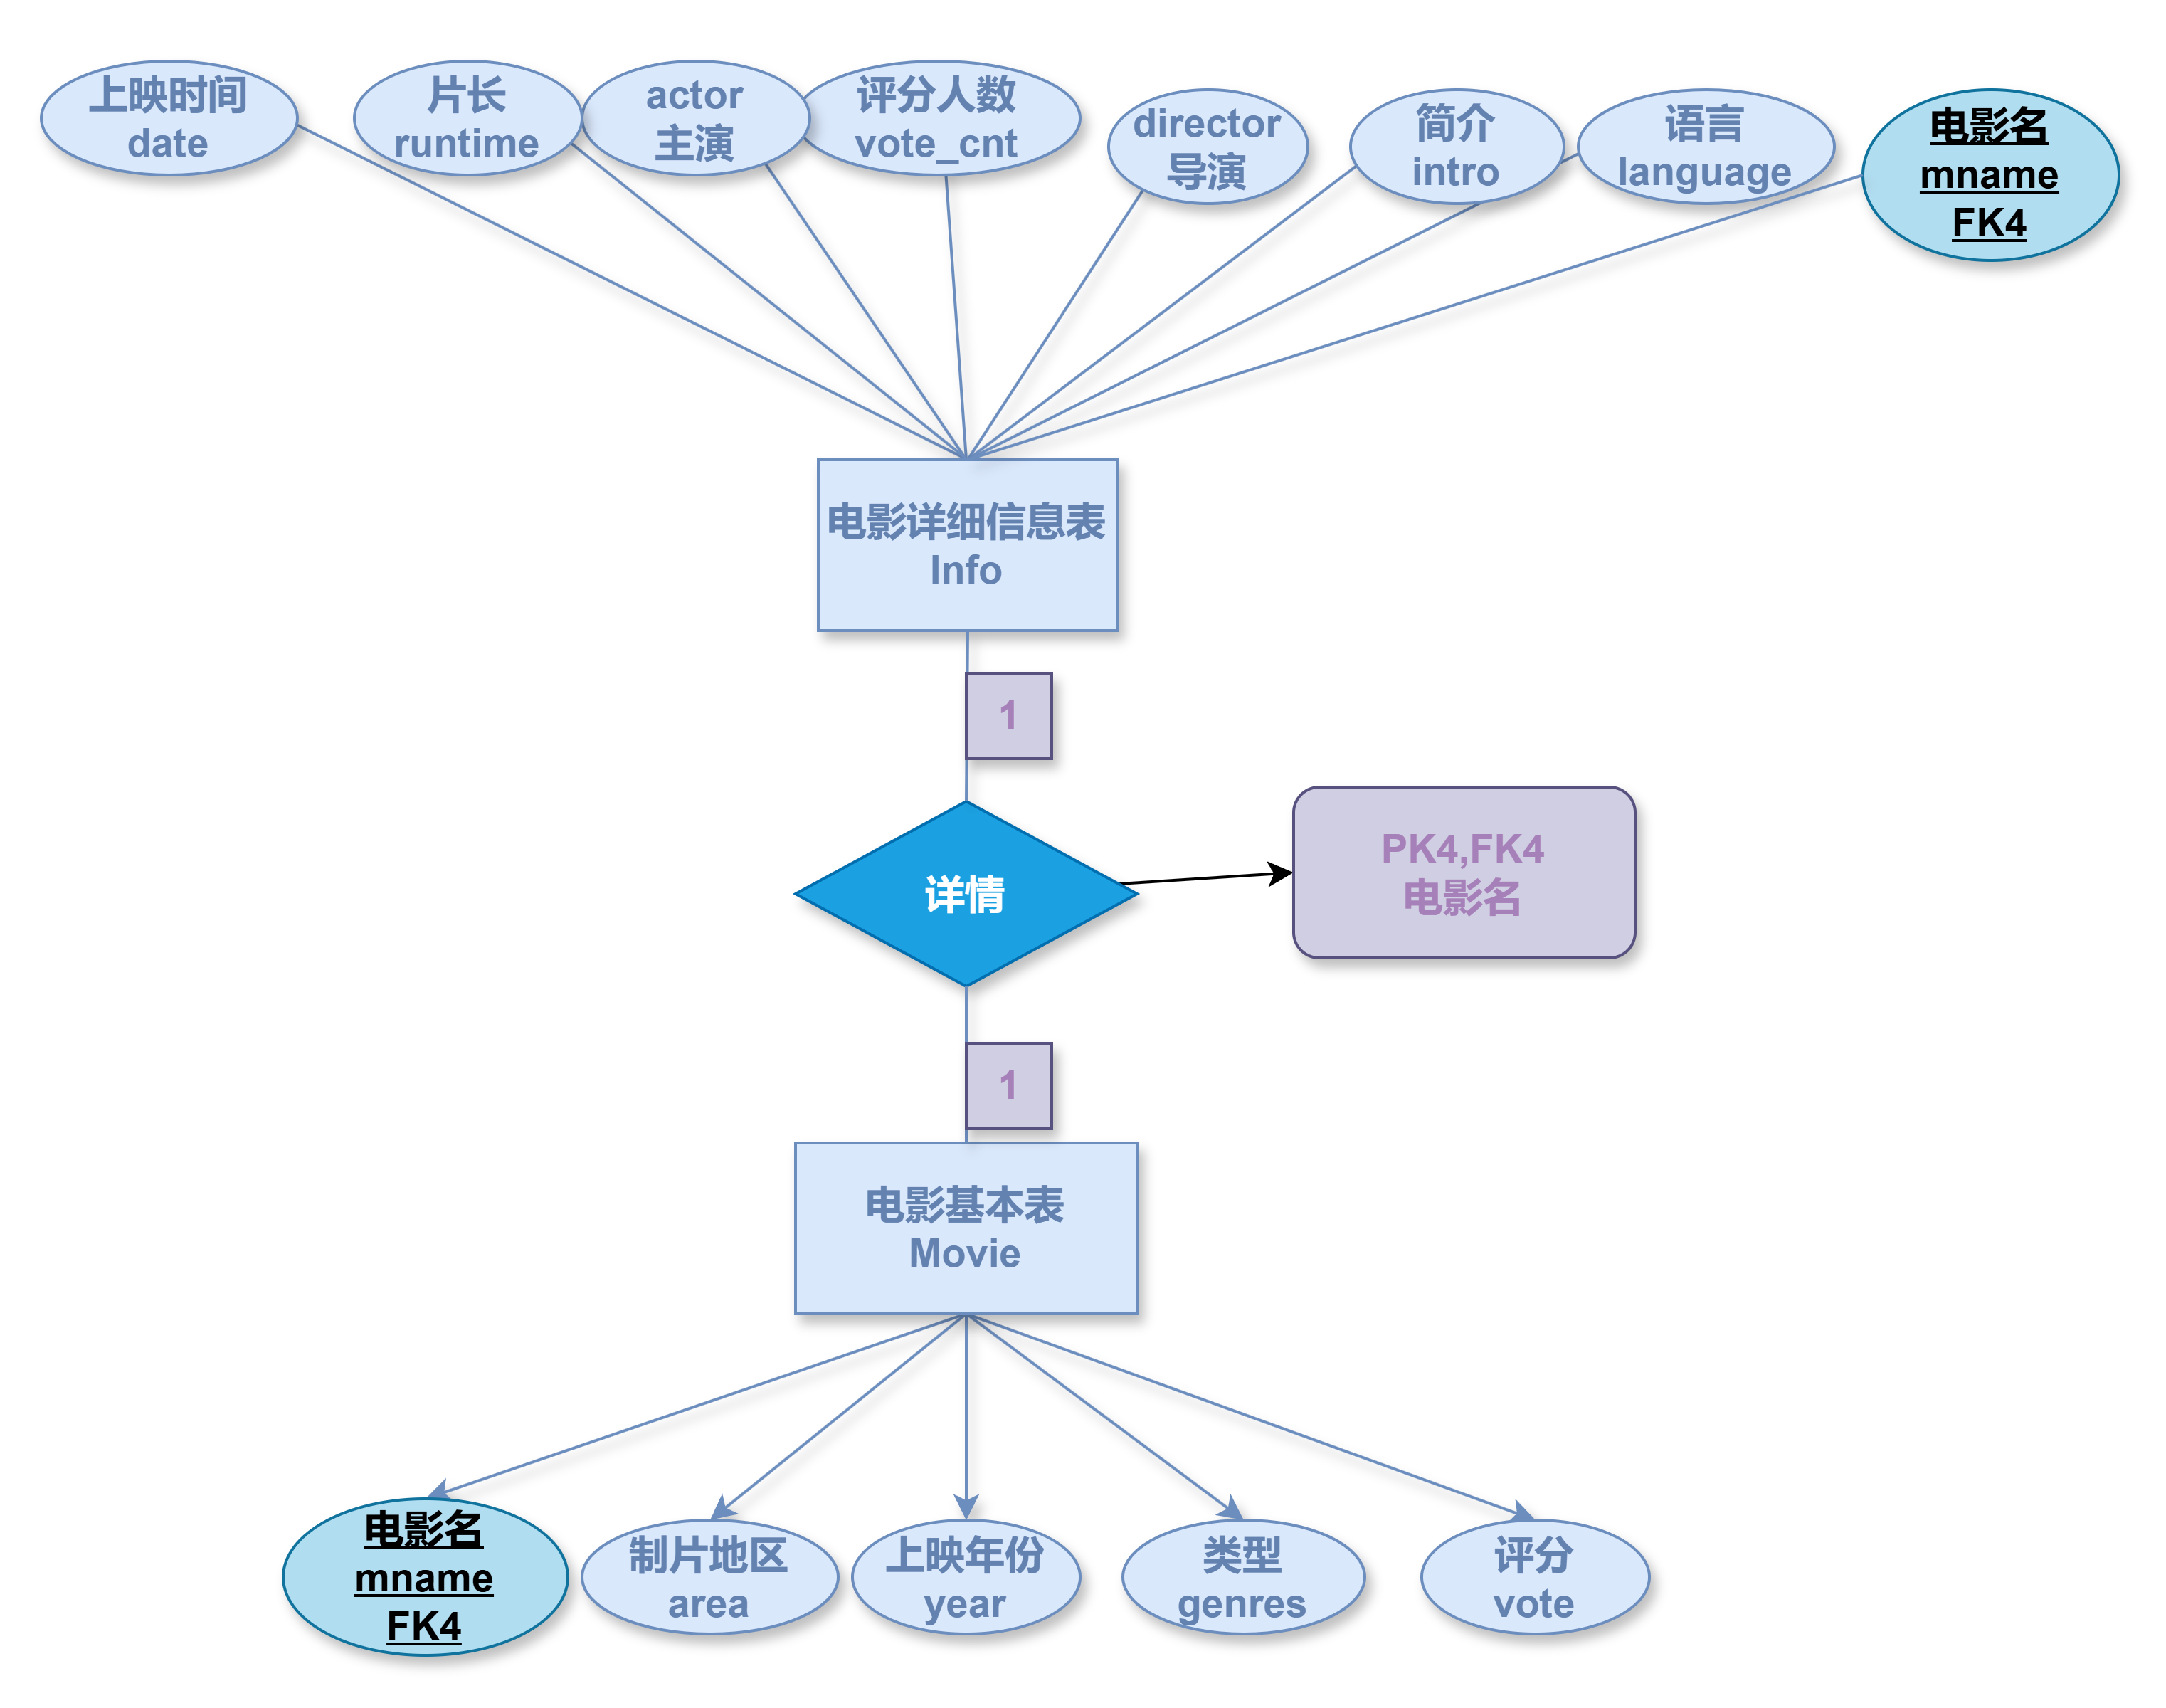 上映时间
date
片长
runtime
actor
主演
评分人数
vote_cnt
director
导演
简介
intro
语言
language
电影名
mname
FK4
电影详细信息表
Info
1
详情
PK4,FK4
电影名
1
电影基本表
Movie
电影名
mname
FK4
制片地区
area
上映年份
year
类型
genres
评分
vote